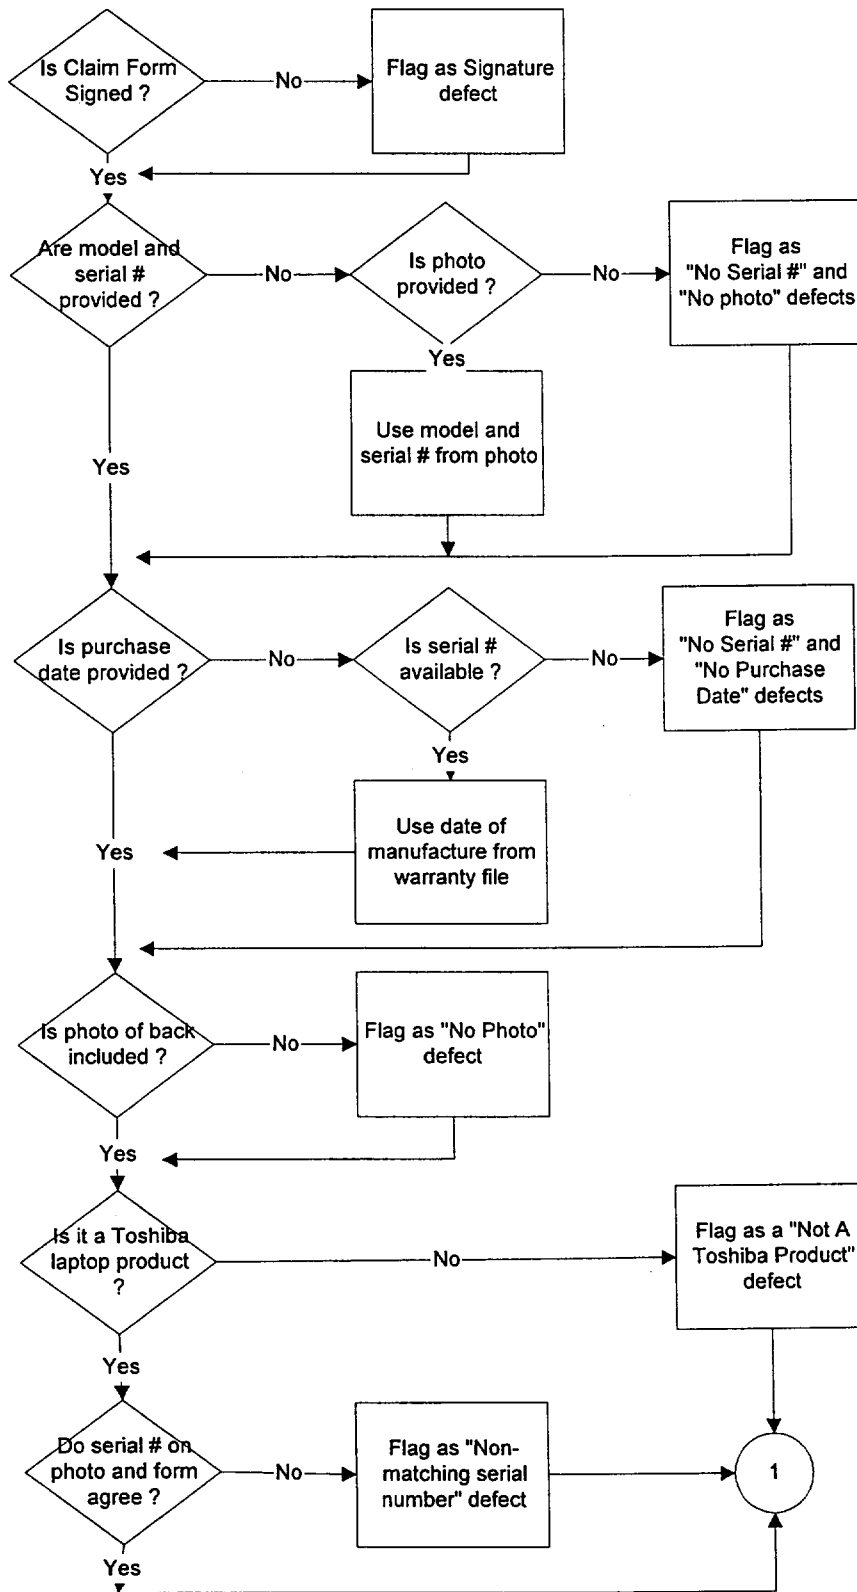 Is Claim Form
Signed ?
No
Flag as Signature
defect
Yes
Are model and
serial #
provided ?
No
Is photo
provided ?
No
Flag as
"No Serial #" and
"No photo" defects
Yes
Use model and
serial # from photo
Yes
Is purchase
date provided ?
No
Is serial #
available ?
No
Flag as
"No Serial #" and
"No Purchase
Date" defects
Yes
Use date of
manufacture from
warranty file
Yes
Is photo of back
included ?
No
Flag as "No Photo"
defect
Yes
Is it a Toshiba
laptop product
?
No
Flag as a "Not A
Toshiba Product"
defect
Yes
Do serial # on
photo and form
agree ?
No
Flag as "Non-
matching serial
number" defect
1
Yes